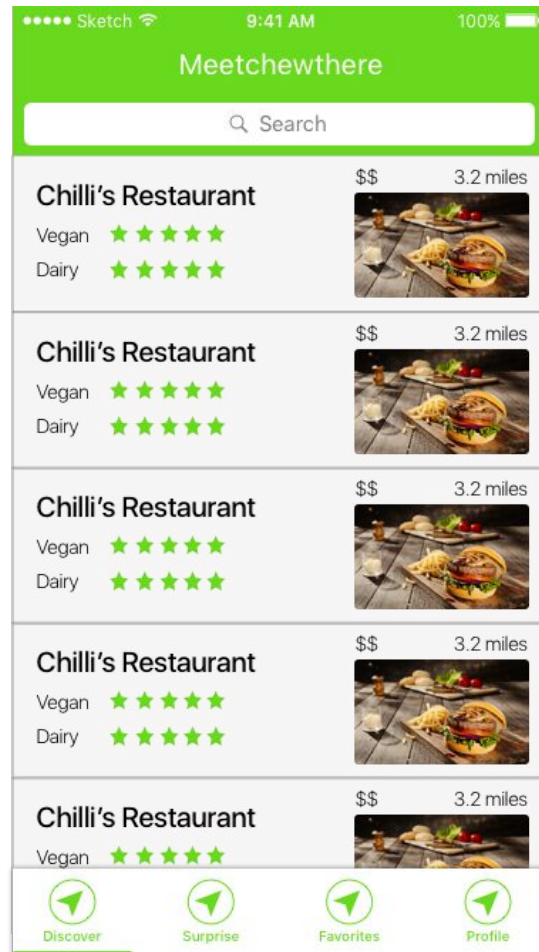 Sketch 9:41 AM 100%
Meetchewthere
Search
$$ 3.2 miles
Chilli's Restaurant
Vegan
Dairy
$$ 3.2 miles
Chilli's Restaurant
Vegan
Dairy
$$ 3.2 miles
Chilli's Restaurant
Vegan
Dairy
$$ 3.2 miles
Chilli's Restaurant
Vegan
Dairy
$$ 3.2 miles
Chilli's Restaurant
Vegan
Discover Surprise Favorites Profile